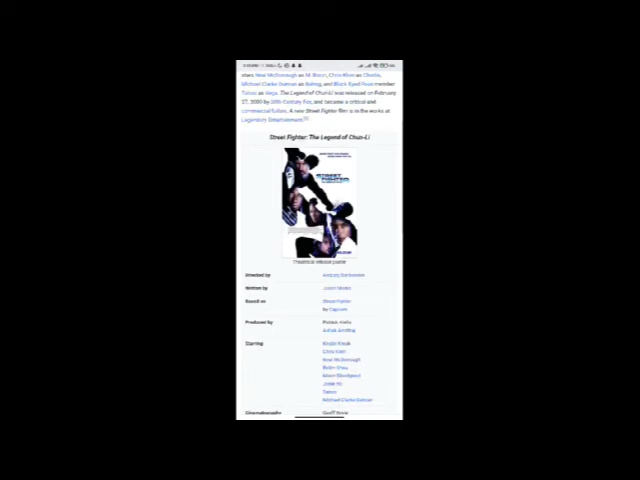 stars Neal McDonough as M. Bison, Chris Klein as Charlie,
Michael Clarke Duncan as Balrog, and Black Eyed Peas member
Taboo as Vega. The Legend of Chun-Li was released on February
27, 2009 by 20th Century Fox, and became a critical and
commercial failure. A new Street Fighter film is in the works at
Legendary Entertainment.
Street Fighter: The Legend of Chun-Li
STREET
FIGHTER
Theatrical release poster
Directed by
Andrzej Bartkowiak
Written by
Justin Marks
Based on
Street Fighter
by Capcom
Produced by
Patrick Aiello
Ashok Amritraj
Starring
Kristin Kreuk
Chris Klein
Neal McDonough
Robin Shou
Moon Bloodgood
Josie Ho
Taboo
Michael Clarke Duncan
Cinematography
Geoff Boyle